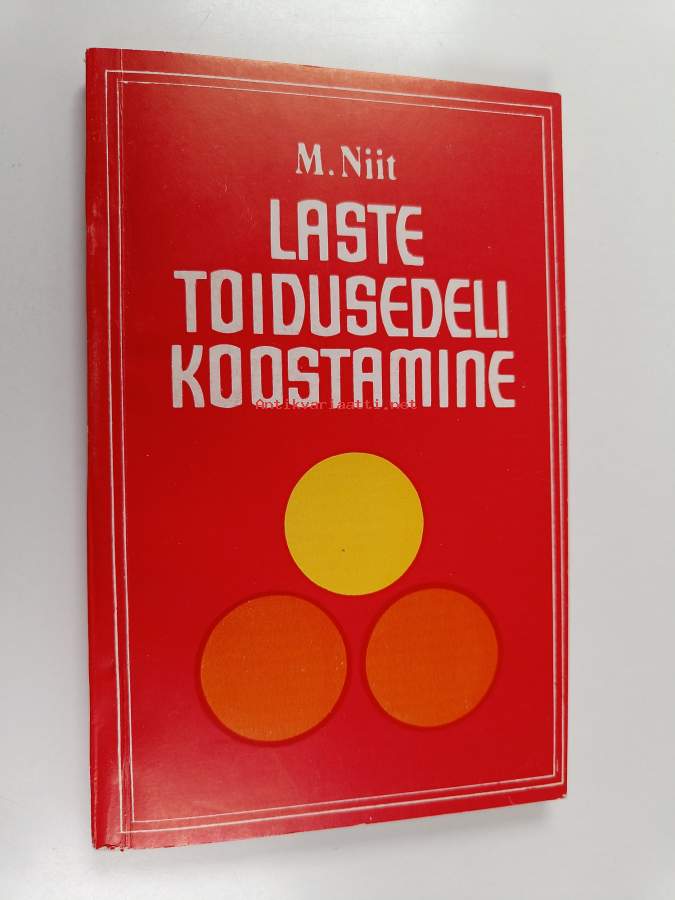 M. Niit
LASTE
TOIDUSEDELI
KOOSTAMINE
Antikvariaatti.net